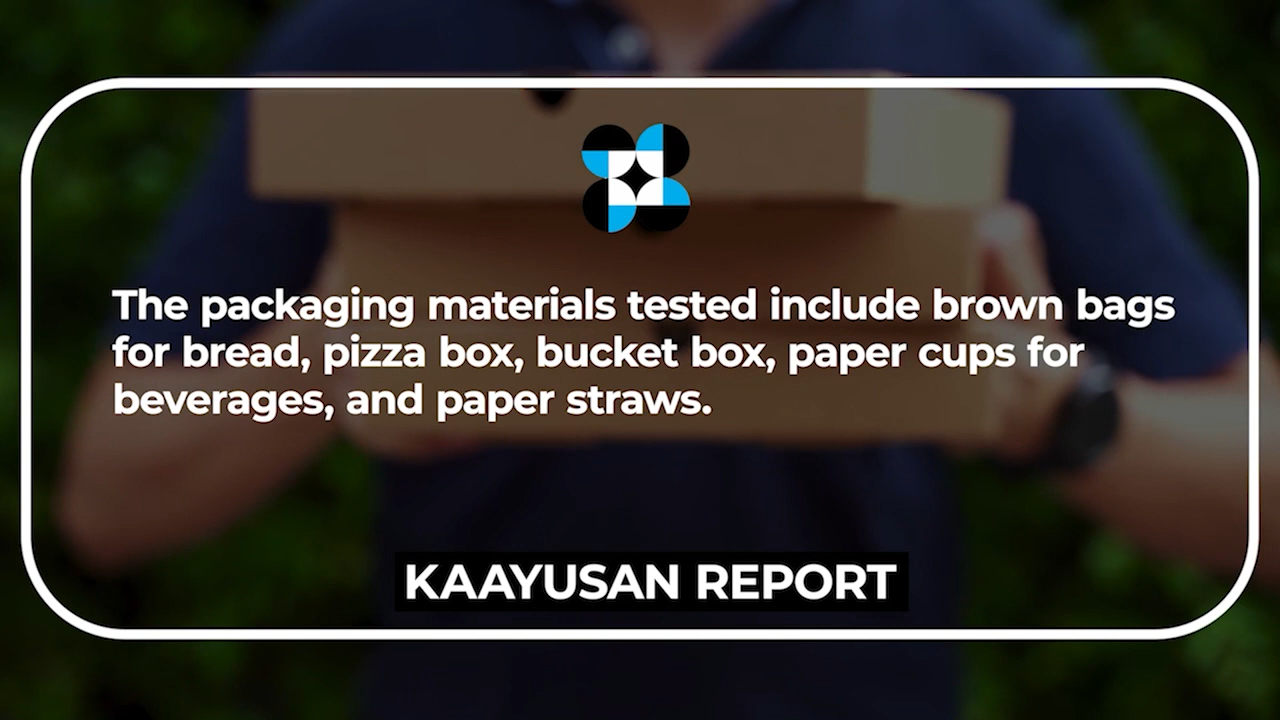 The packaging materials tested include brown bags
for bread, pizza box, bucket box, paper cups for
beverages, and paper straws.
KAAYUSAN REPORT